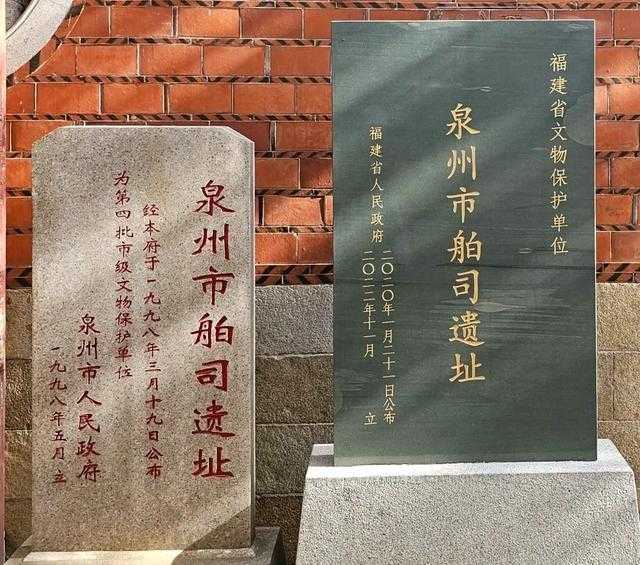 福建省文物保护单位
泉州市舶司遗址
福建省人民政府 二〇二〇年一月二十一日公布
二〇二二年十一月 立
泉州市舶司遗址
经本府于一九九八年三月十九日公布
为第四批市级文物保护单位
泉州市人民政府
一九九八年五月 立